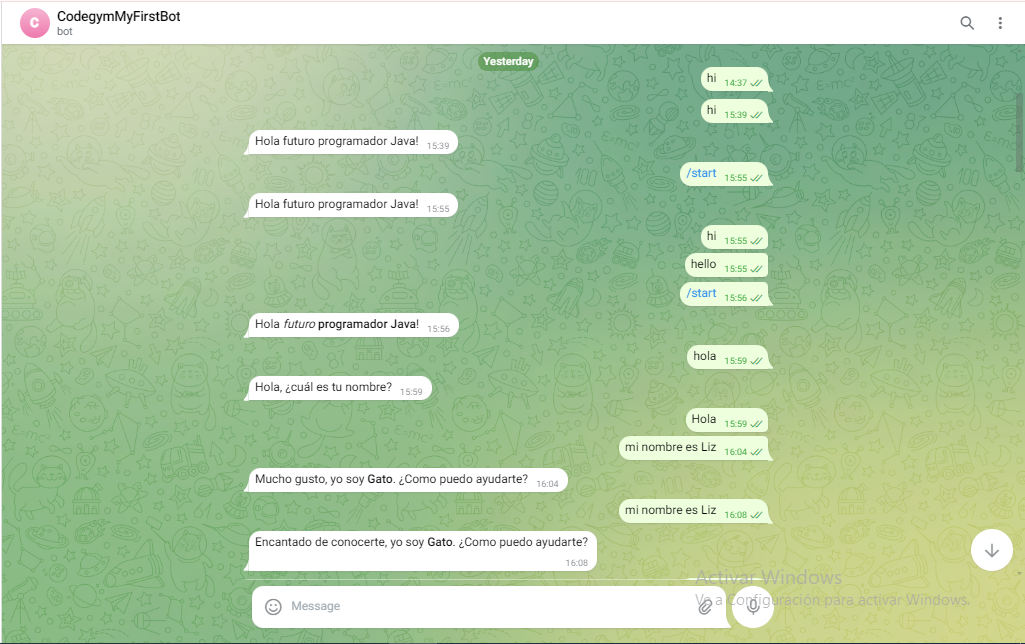 C
CodegymMyFirstBot
bot
Yesterday
hi 14:37
hi 15:39
Hola futuro programador Java! 15:39
/start 15:55
Hola futuro programador Java! 15:55
hi 15:55
hello 15:55
/start 15:56
Hola futuro programador Java! 15:56
hola 15:59
Hola, ¿cuál es tu nombre? 15:59
Hola 15:59
mi nombre es Liz 16:04
Mucho gusto, yo soy Gato. ¿Como puedo ayudarte? 16:04
mi nombre es Liz 16:08
Encantado de conocerte, yo soy Gato. ¿Como puedo ayudarte?
16:08
Activar Windows
Ve a Configuración para activar Windows.
Message